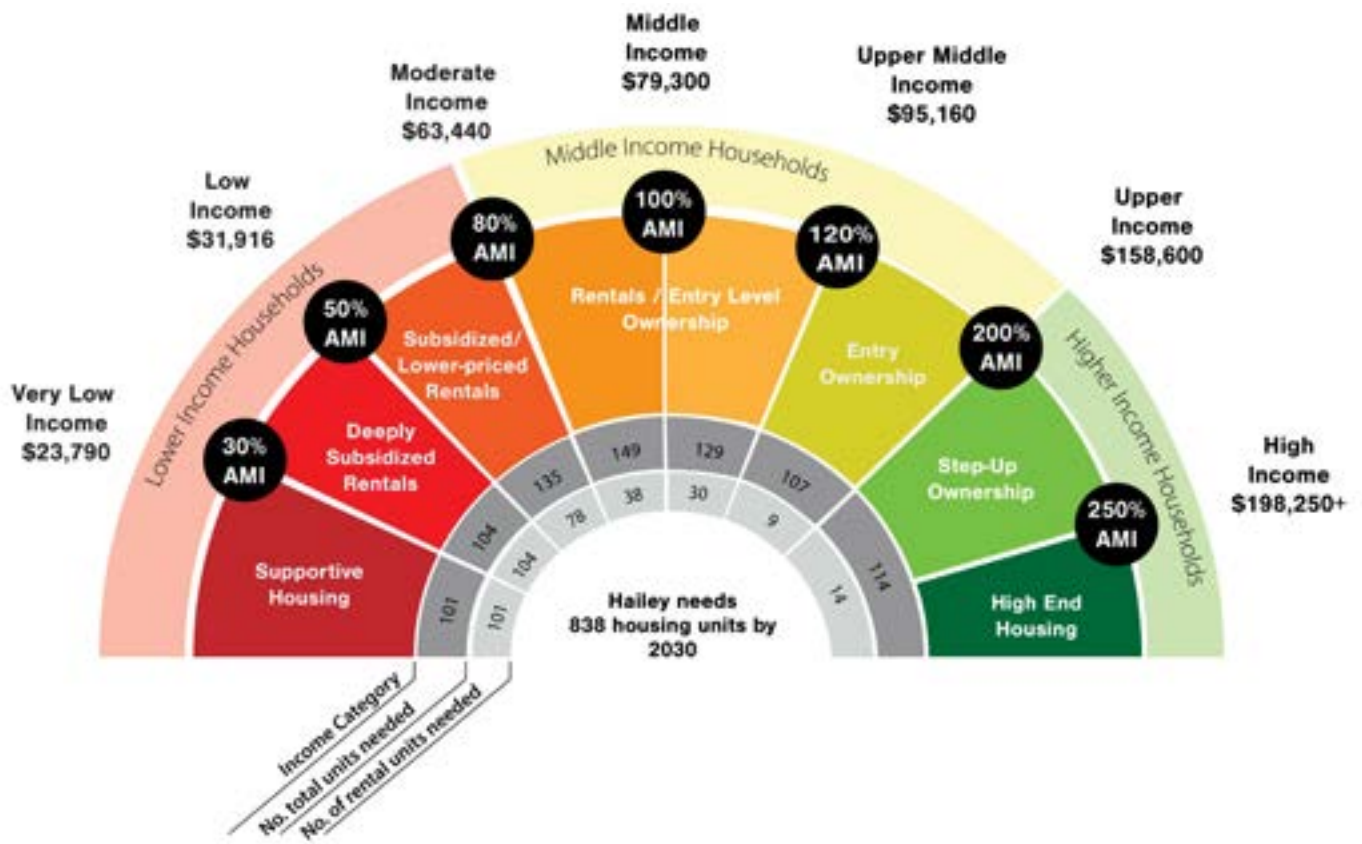 Middle
Income
$79,300
Upper Middle
Income
$95,160
Moderate
Income
$63,440
Low
Income
$31,916
Upper
Income
$158,600
Very Low
Income
$23,790
High
Income
$198,250+
Lower Income Households
Middle Income Households
Higher Income Households
30%
AMI
50%
AMI
80%
AMI
100%
AMI
120%
AMI
200%
AMI
250%
AMI
Supportive
Housing
Deeply
Subsidized
Rentals
Subsidized/
Lower-priced
Rentals
Rentals / Entry Level
Ownership
Entry
Ownership
Step-Up
Ownership
High End
Housing
101
104
135
149
129
107
114
101
104
78
38
30
9
14
Hailey needs
838 housing units by
2030
Income Category
No. total units needed
No. of rental units needed